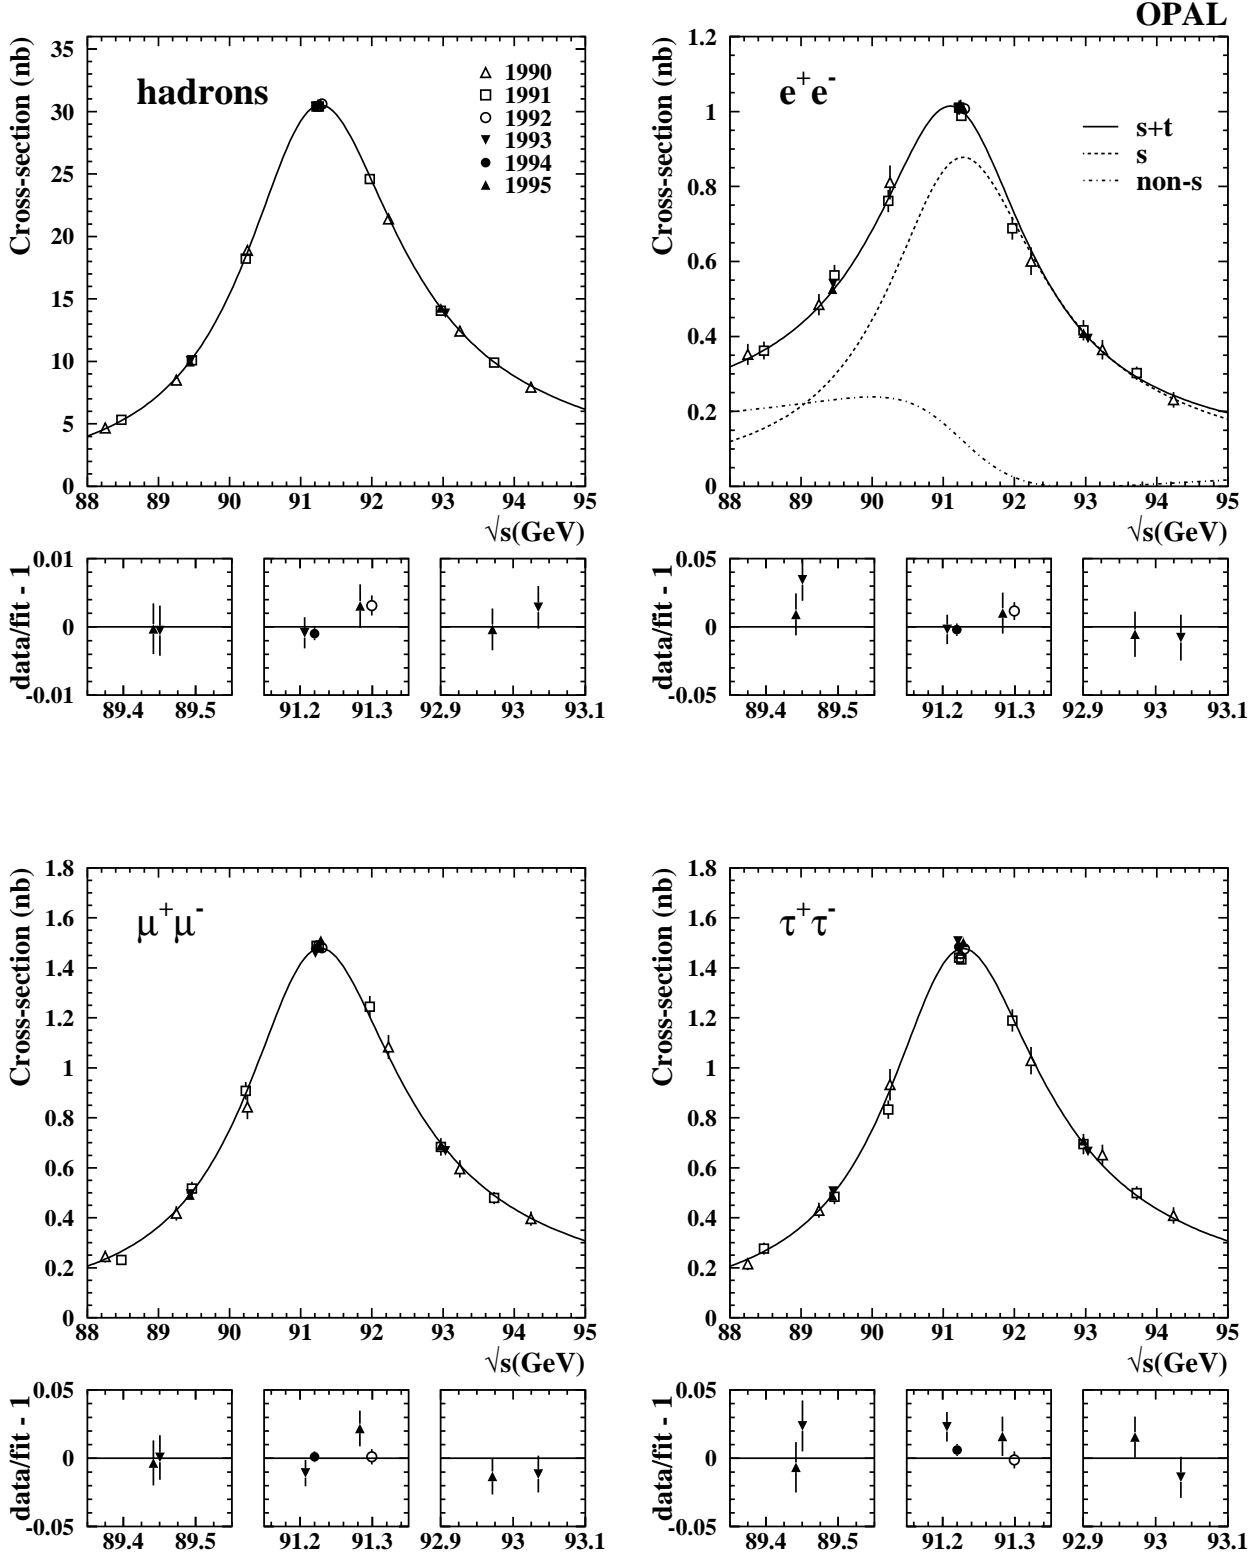 OPAL
Cross-section (nb)
hadrons
1990
1991
1992
1993
1994
1995
35
30
25
20
15
10
5
0
88 89 90 91 92 93 94 95
√s(GeV)
data/fit - 1
0.01
0
-0.01
89.4 89.5 91.2 91.3 92.9 93 93.1
Cross-section (nb)
e+e-
s+t
s
non-s
1.2
1
0.8
0.6
0.4
0.2
0
88 89 90 91 92 93 94 95
√s(GeV)
data/fit - 1
0.05
0
-0.05
89.4 89.5 91.2 91.3 92.9 93 93.1
Cross-section (nb)
μ+μ-
1.8
1.6
1.4
1.2
1
0.8
0.6
0.4
0.2
0
88 89 90 91 92 93 94 95
√s(GeV)
data/fit - 1
0.05
0
-0.05
89.4 89.5 91.2 91.3 92.9 93 93.1
Cross-section (nb)
τ+τ-
1.8
1.6
1.4
1.2
1
0.8
0.6
0.4
0.2
0
88 89 90 91 92 93 94 95
√s(GeV)
data/fit - 1
0.05
0
-0.05
89.4 89.5 91.2 91.3 92.9 93 93.1